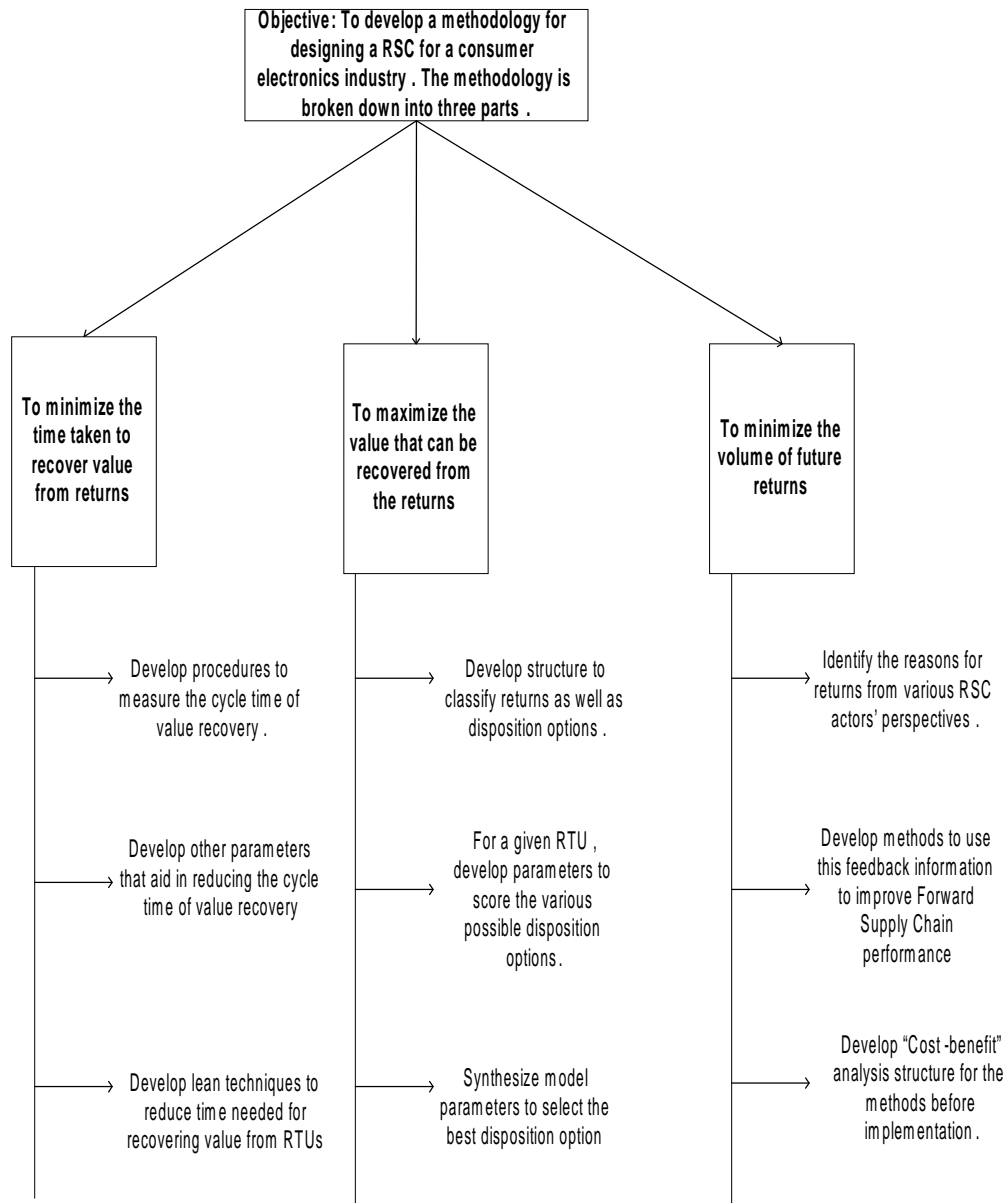 Objective: To develop a methodology for
designing a RSC for a consumer
electronics industry . The methodology is
broken down into three parts .
To minimize the
time taken to
recover value
from returns
To maximize the
value that can be
recovered from
the returns
To minimize the
volume of future
returns
Develop procedures to
measure the cycle time of
value recovery .
Develop other parameters
that aid in reducing the cycle
time of value recovery
Develop lean techniques to
reduce time needed for
recovering value from RTUs
Develop structure to
classify returns as well as
disposition options .
For a given RTU ,
develop parameters to
score the various
possible disposition
options .
Synthesize model
parameters to select the
best disposition option
Identify the reasons for
returns from various RSC
actors’ perspectives .
Develop methods to use
this feedback information
to improve Forward
Supply Chain
performance
Develop “Cost -benefit”
analysis structure for the
methods before
implementation .